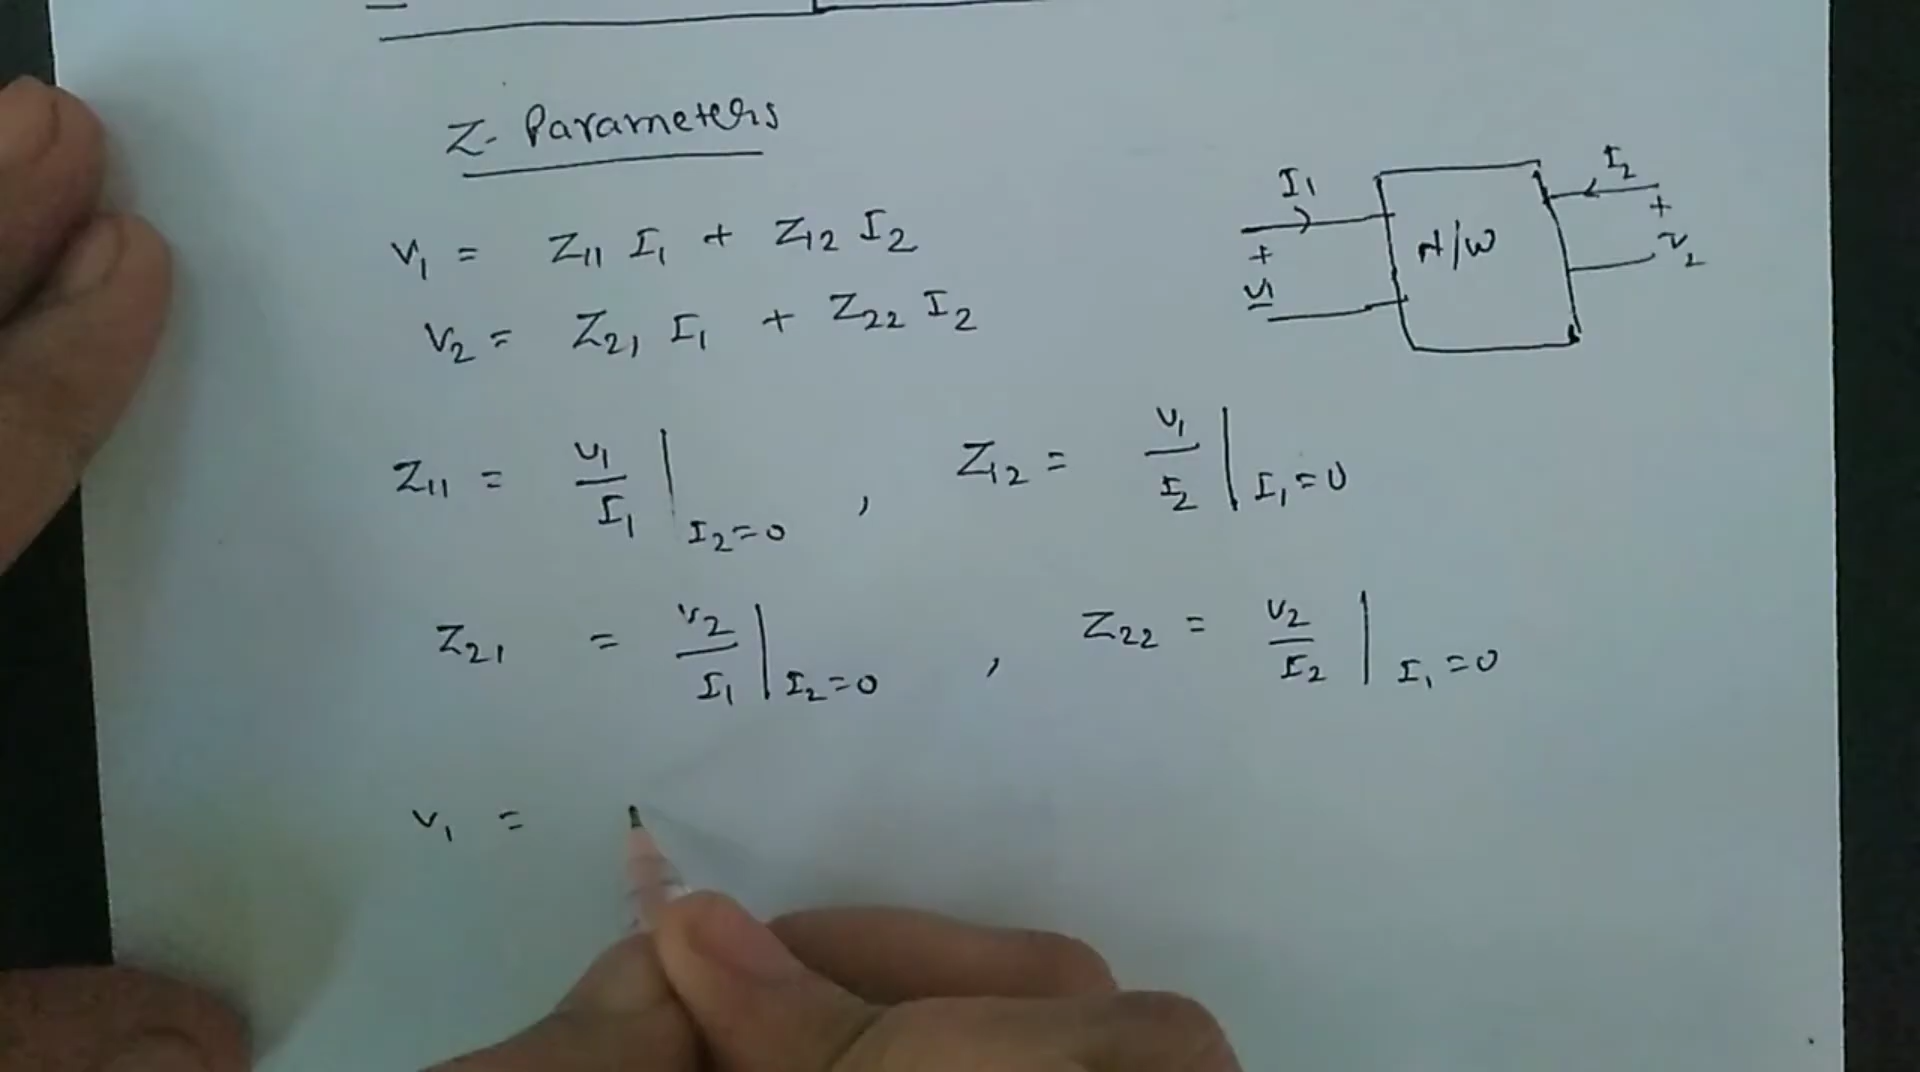 Z- Parameters
V1 = Z11 I1 + Z12 I2
V2 = Z21 I1 + Z22 I2
I1
I2
+
+
N/W
V1
V2
Z11 = V1/I1 | I2=0 , Z12 = V1/I2 | I1=0
Z21 = V2/I1 | I2=0 , Z22 = V2/I2 | I1=0
V1 =